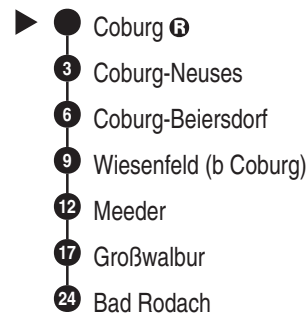 Coburg R
3 Coburg-Neuses
6 Coburg-Beiersdorf
9 Wiesenfeld (b Coburg)
12 Meeder
17 Großwalbur
24 Bad Rodach